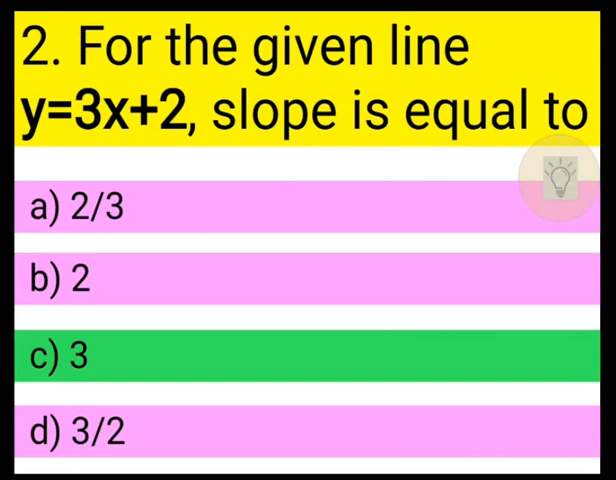 2. For the given line
y=3x+2, slope is equal to
a) 2/3
b) 2
c) 3
d) 3/2